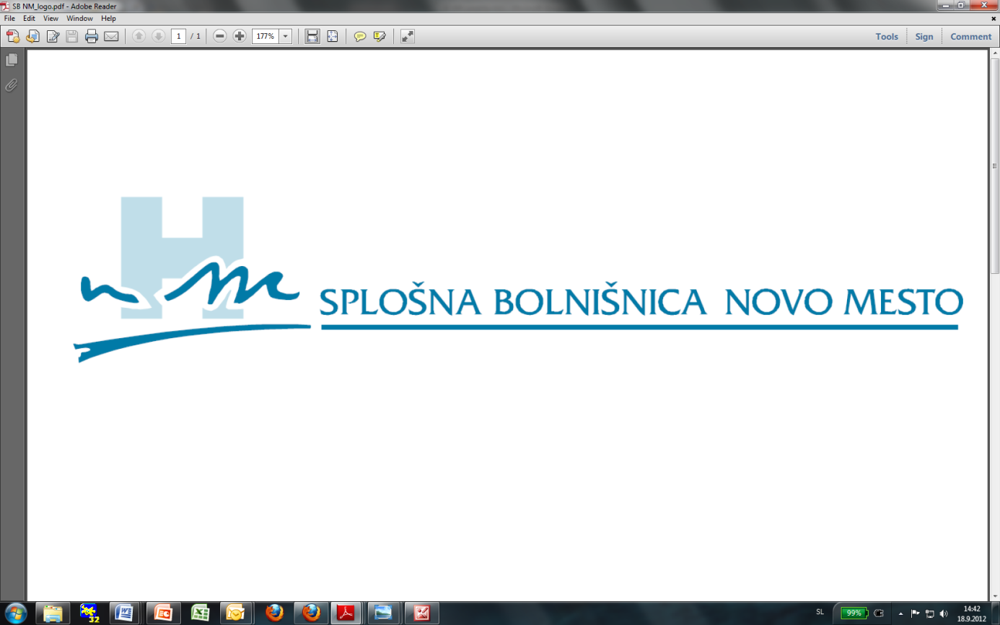 SB NM_logo.pdf - Adobe Reader
File Edit View Window Help
1 / 1 177% Tools Sign Comment
H
n m
SPLOŠNA BOLNIŠNICA NOVO MESTO
32
SL 99% 14:42
18.9.2012